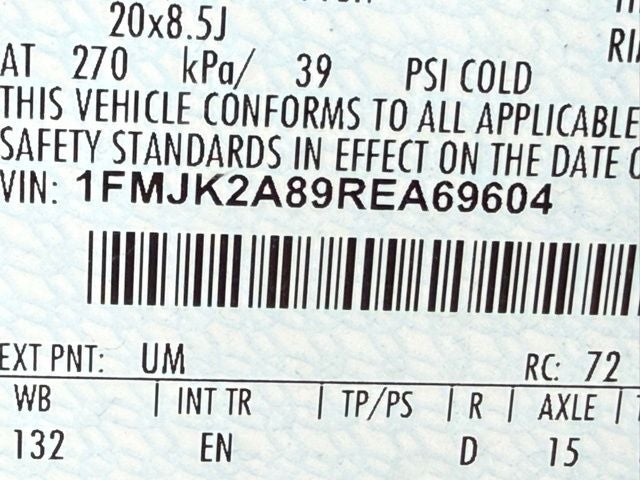 20x8.5J
AT 270 kPa/ 39 PSI COLD
THIS VEHICLE CONFORMS TO ALL APPLICABLE
SAFETY STANDARDS IN EFFECT ON THE DATE O
VIN: 1FMJK2A89REA69604
EXT PNT: UM RC: 72
WB INT TR TP/PS R AXLE
132 EN D 15